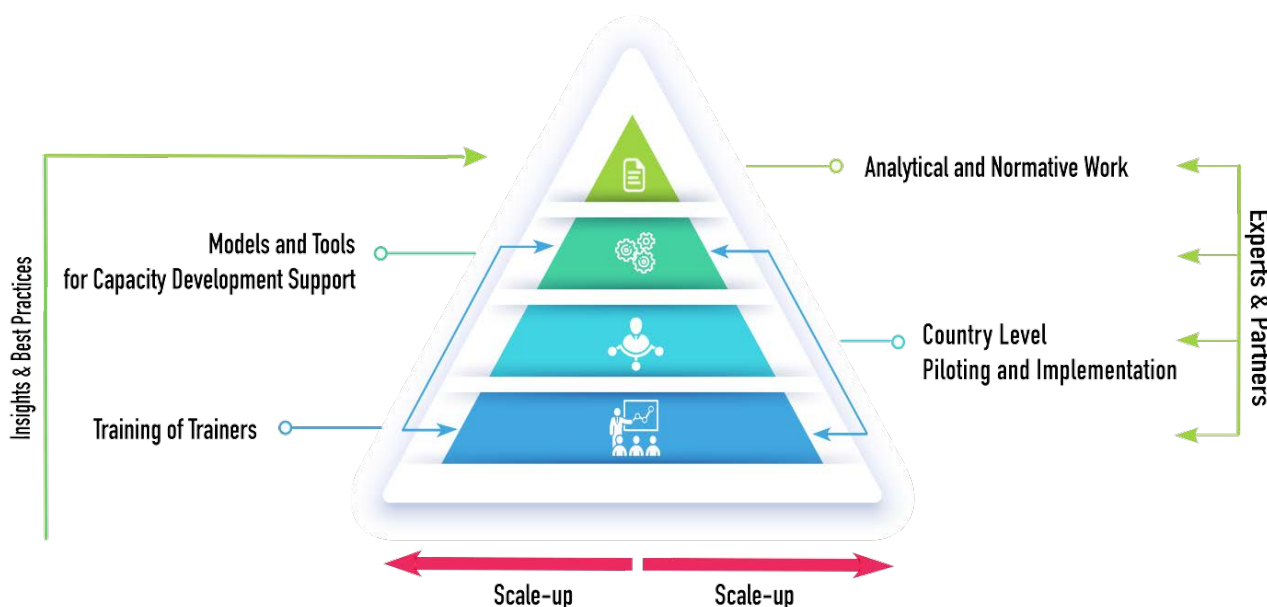 Analytical and Normative Work
Models and Tools
for Capacity Development Support
Country Level
Piloting and Implementation
Training of Trainers
Insights & Best Practices
Experts & Partners
Scale-up
Scale-up